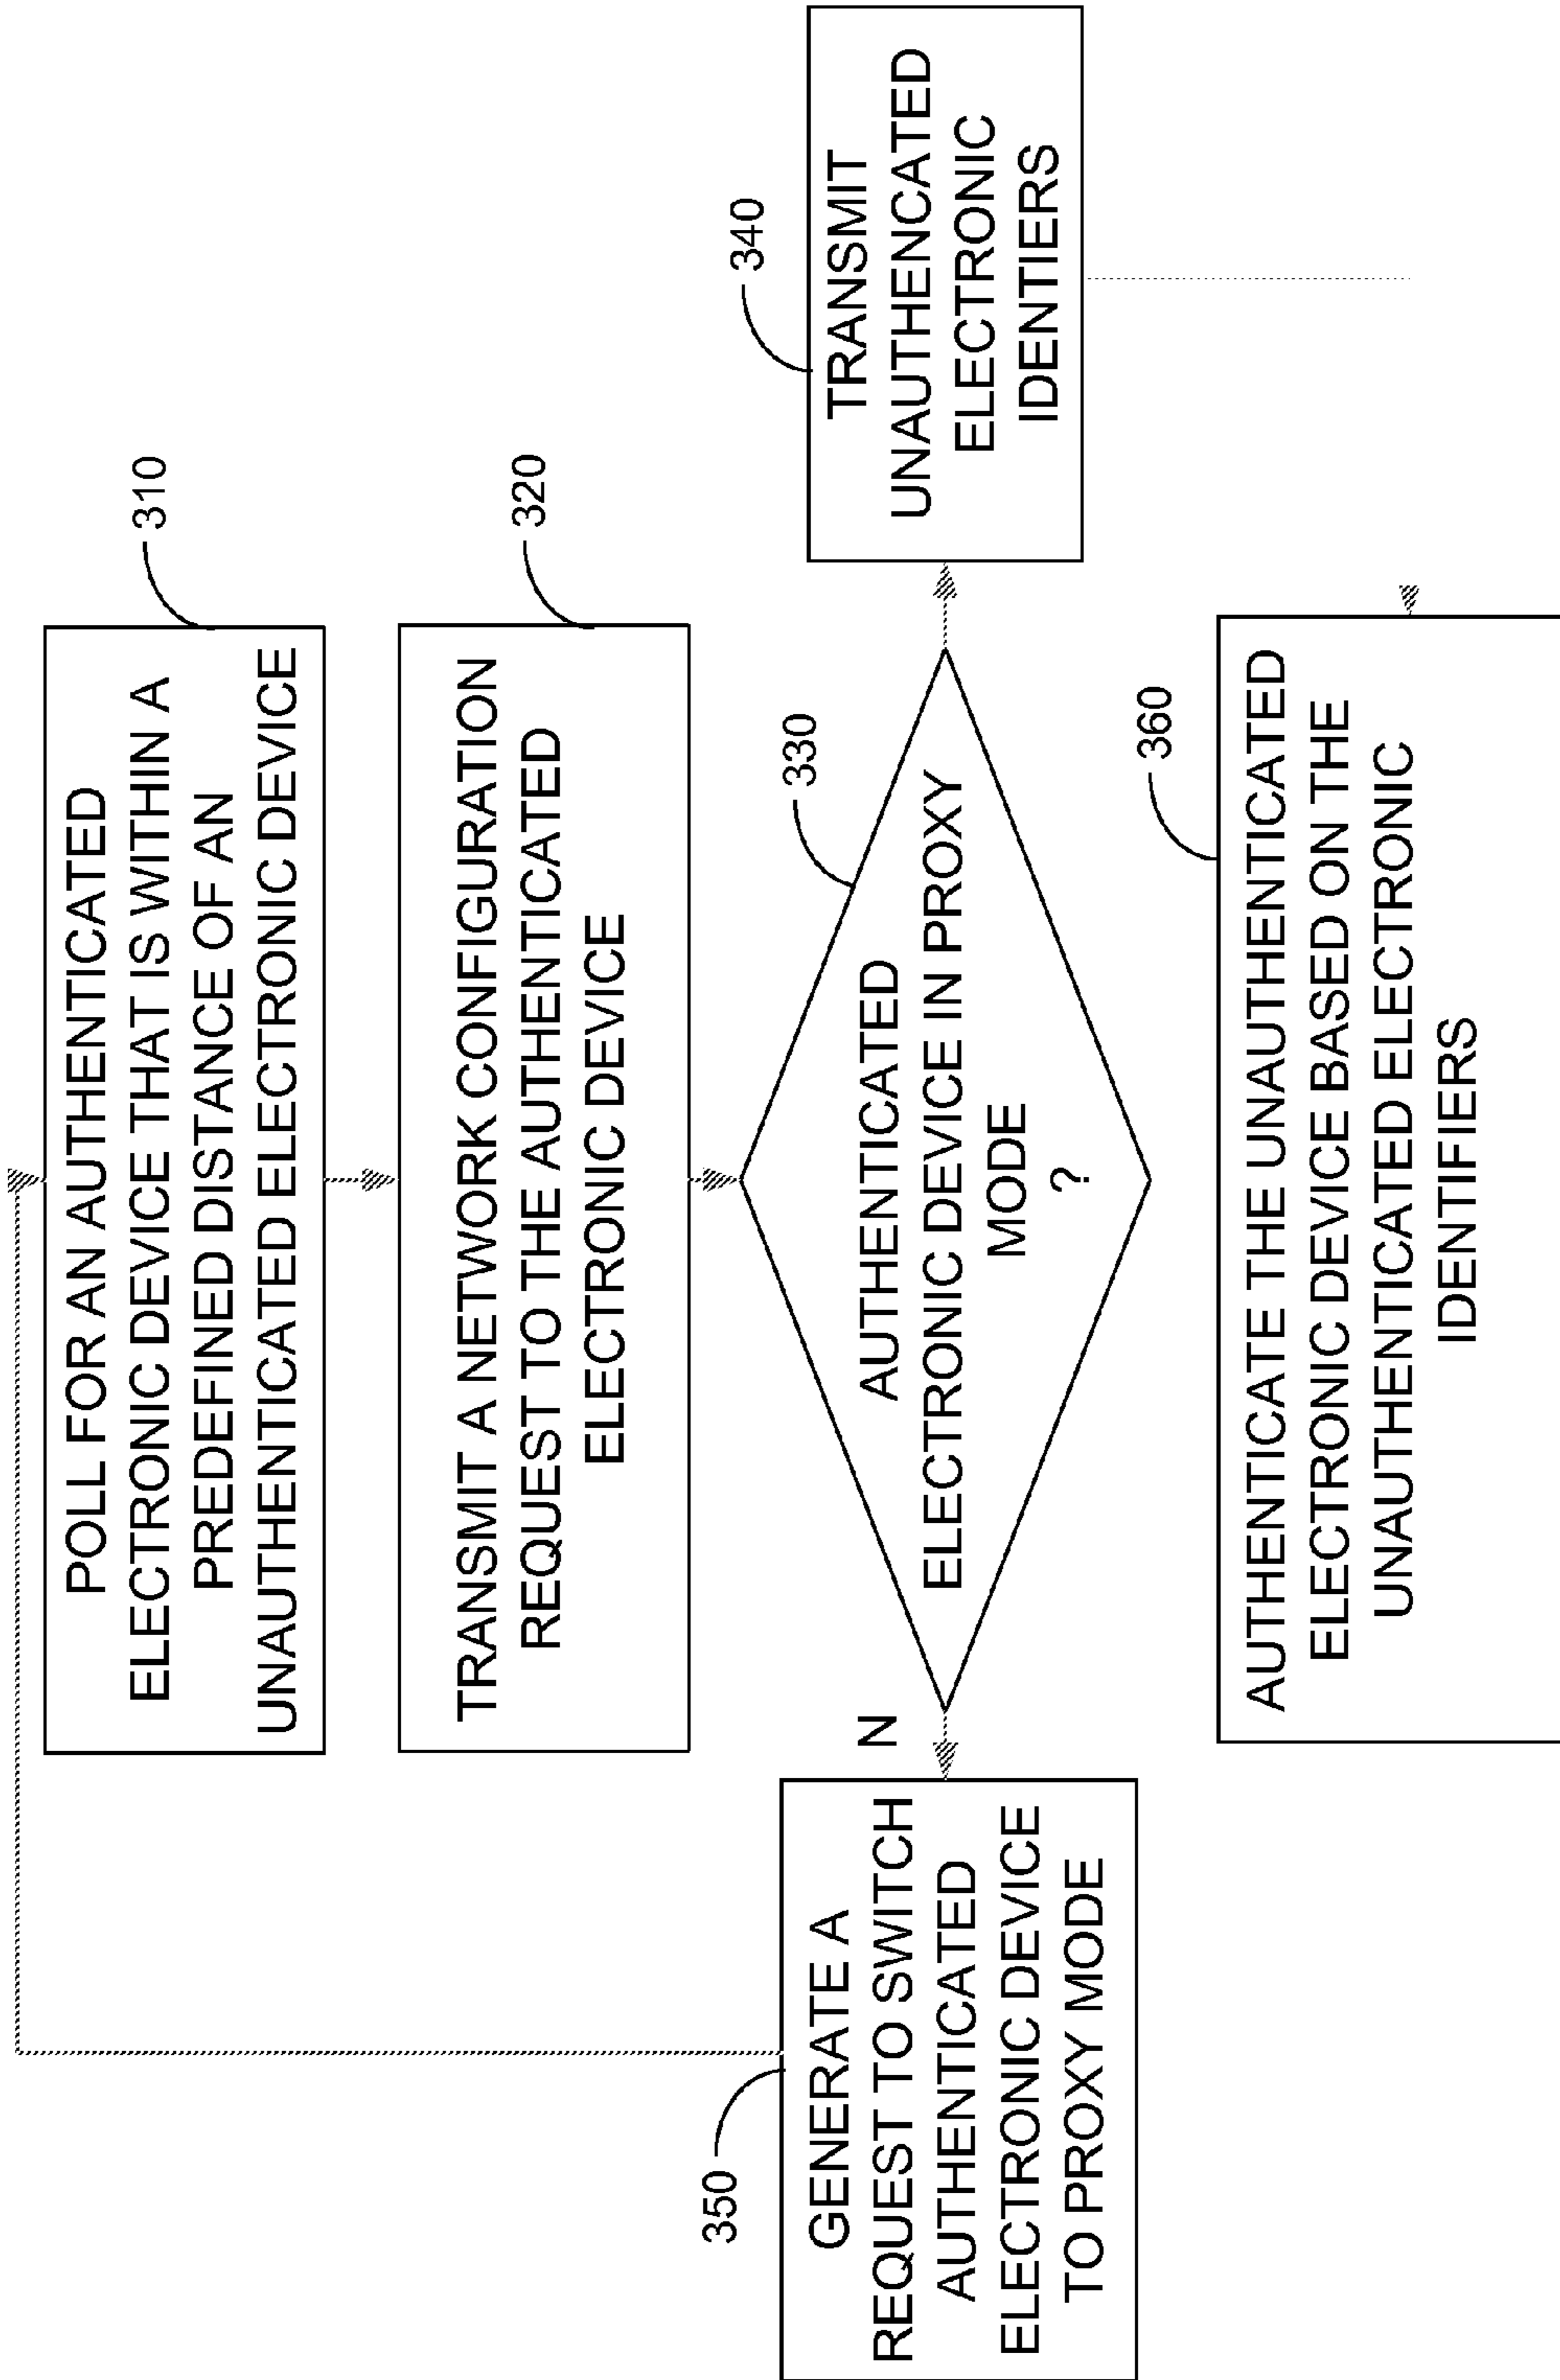 POLL FOR AN AUTHENTICATED
ELECTRONIC DEVICE THAT IS WITHIN A
PREDEFINED DISTANCE OF AN
UNAUTHENTICATED ELECTRONIC DEVICE
310
TRANSMIT A NETWORK CONFIGURATION
REQUEST TO THE AUTHENTICATED
ELECTRONIC DEVICE
320
AUTHENTICATED
ELECTRONIC DEVICE IN PROXY
MODE
?
330
N
350
GENERATE A
REQUEST TO SWITCH
AUTHENTICATED
ELECTRONIC DEVICE
TO PROXY MODE
340
TRANSMIT
UNAUTHENCATED
ELECTRONIC
IDENTIERS
360
AUTHENTICATE THE UNAUTHENTICATED
ELECTRONIC DEVICE BASED ON THE
UNAUTHENTICATED ELECTRONIC
IDENTIFIERS